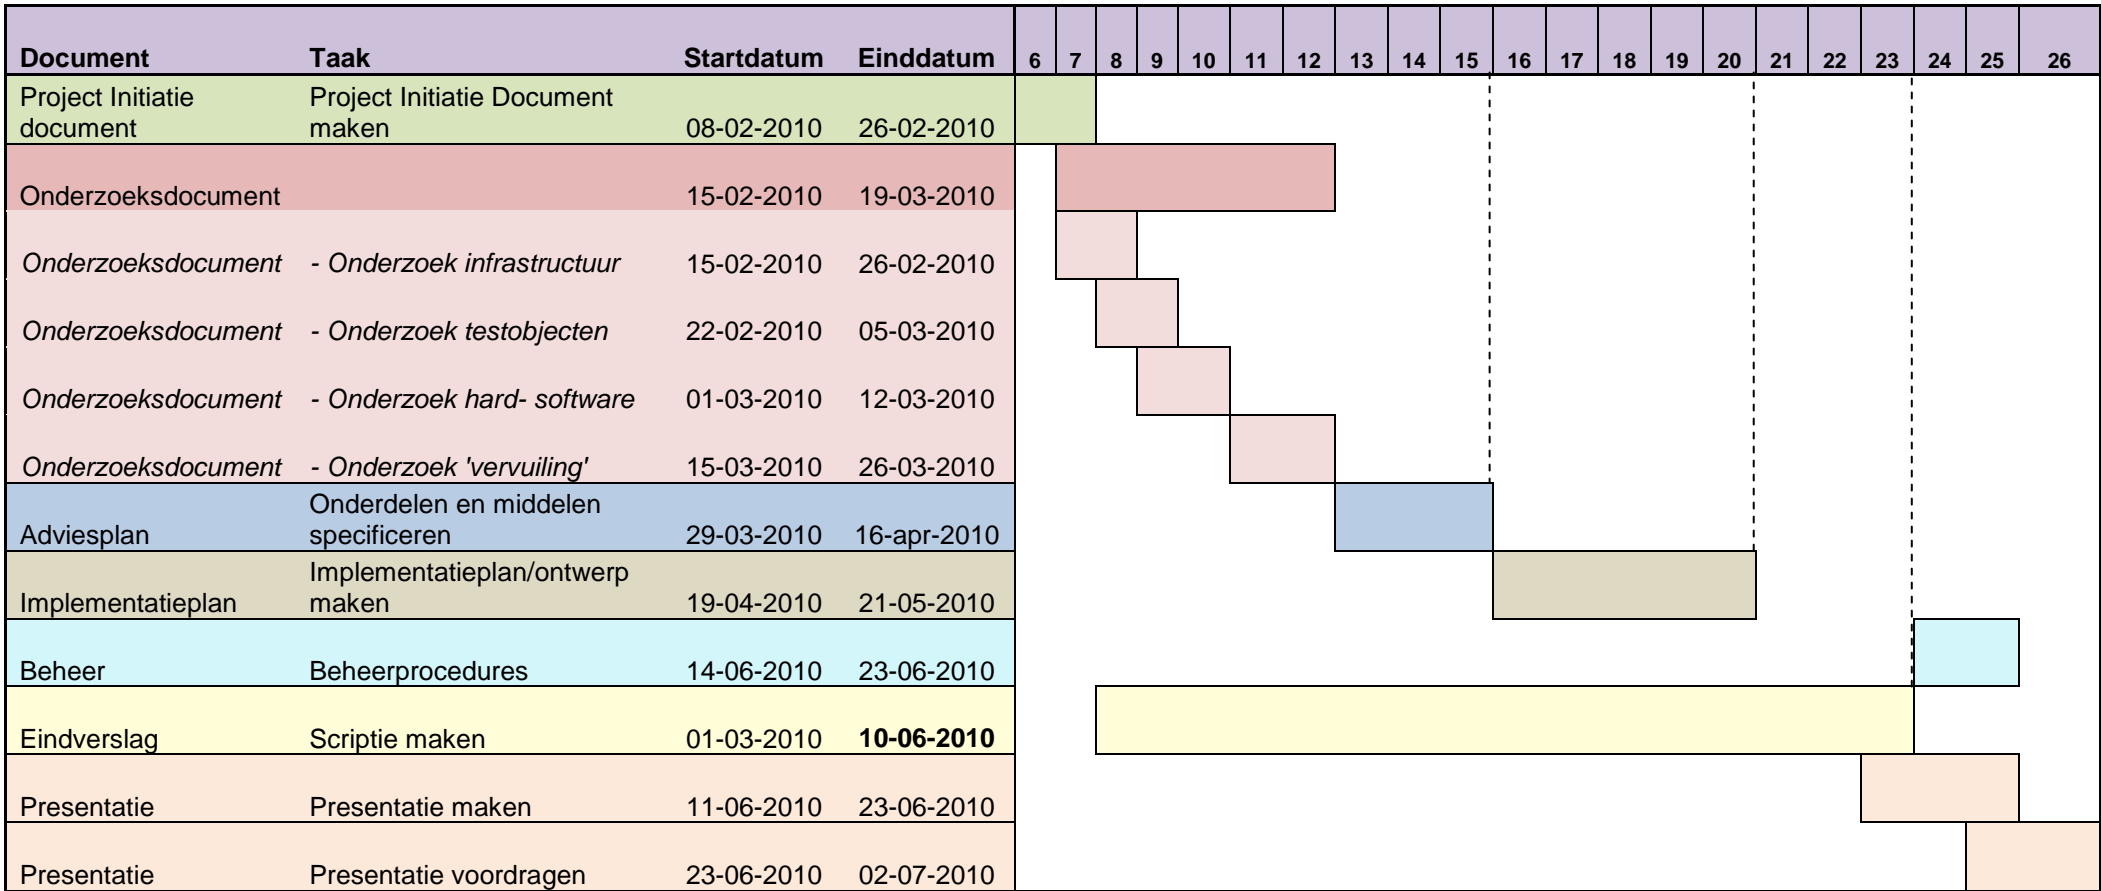 Document Taak Startdatum Einddatum 6 7 8 9 10 11 12 13 14 15 16 17 18 19 20 21 22 23 24 25 26
Project Initiatie document Project Initiatie Document maken 08-02-2010 26-02-2010
Onderzoeksdocument 15-02-2010 19-03-2010
Onderzoeksdocument - Onderzoek infrastructuur 15-02-2010 26-02-2010
Onderzoeksdocument - Onderzoek testobjecten 22-02-2010 05-03-2010
Onderzoeksdocument - Onderzoek hard- software 01-03-2010 12-03-2010
Onderzoeksdocument - Onderzoek 'vervuiling' 15-03-2010 26-03-2010
Adviesplan Onderdelen en middelen specificeren 29-03-2010 16-apr-2010
Implementatieplan Implementatieplan/ontwerp maken 19-04-2010 21-05-2010
Beheer Beheerprocedures 14-06-2010 23-06-2010
Eindverslag Scriptie maken 01-03-2010 10-06-2010
Presentatie Presentatie maken 11-06-2010 23-06-2010
Presentatie Presentatie voordragen 23-06-2010 02-07-2010